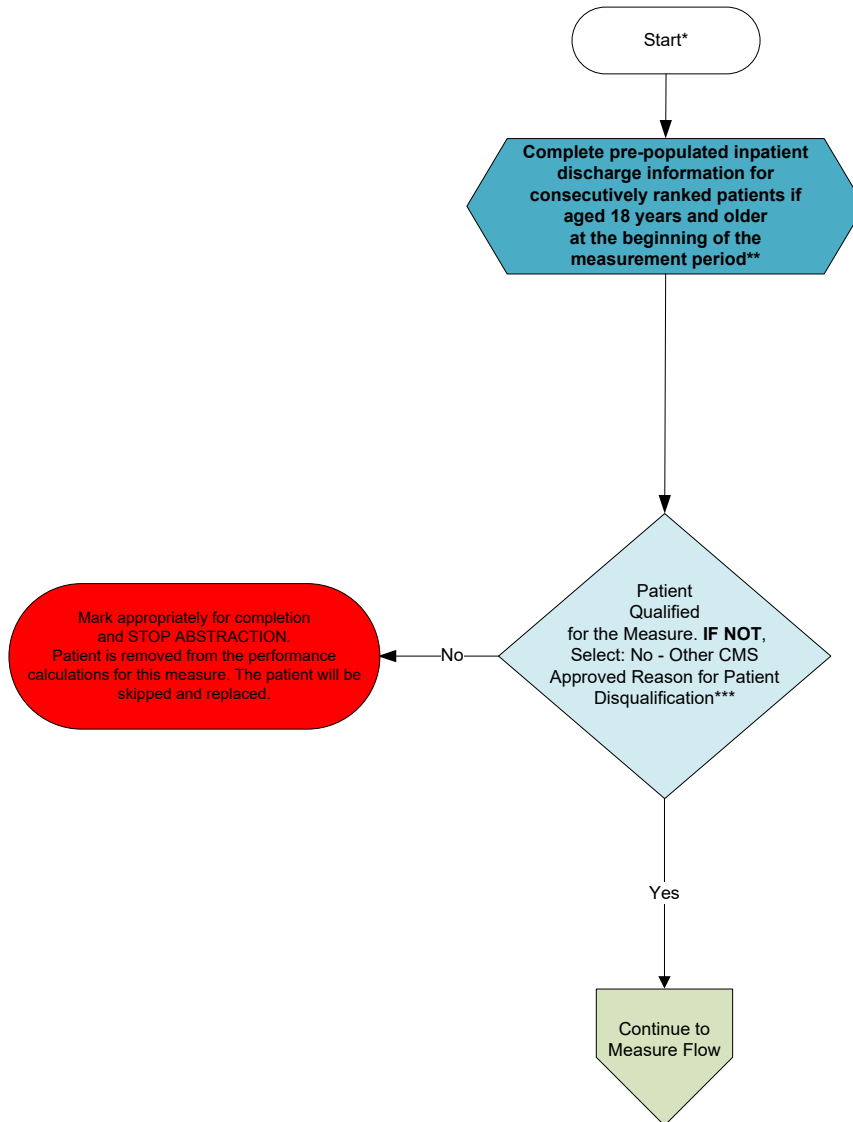 Start*
Complete pre-populated inpatient
discharge information for
consecutively ranked patients if
aged 18 years and older
at the beginning of the
measurement period**
Patient
Qualified
for the Measure. IF NOT,
Select: No - Other CMS
Approved Reason for Patient
Disqualification***
No
Mark appropriately for completion
and STOP ABSTRACTION.
Patient is removed from the performance
calculations for this measure. The patient will be
skipped and replaced.
Yes
Continue to
Measure Flow